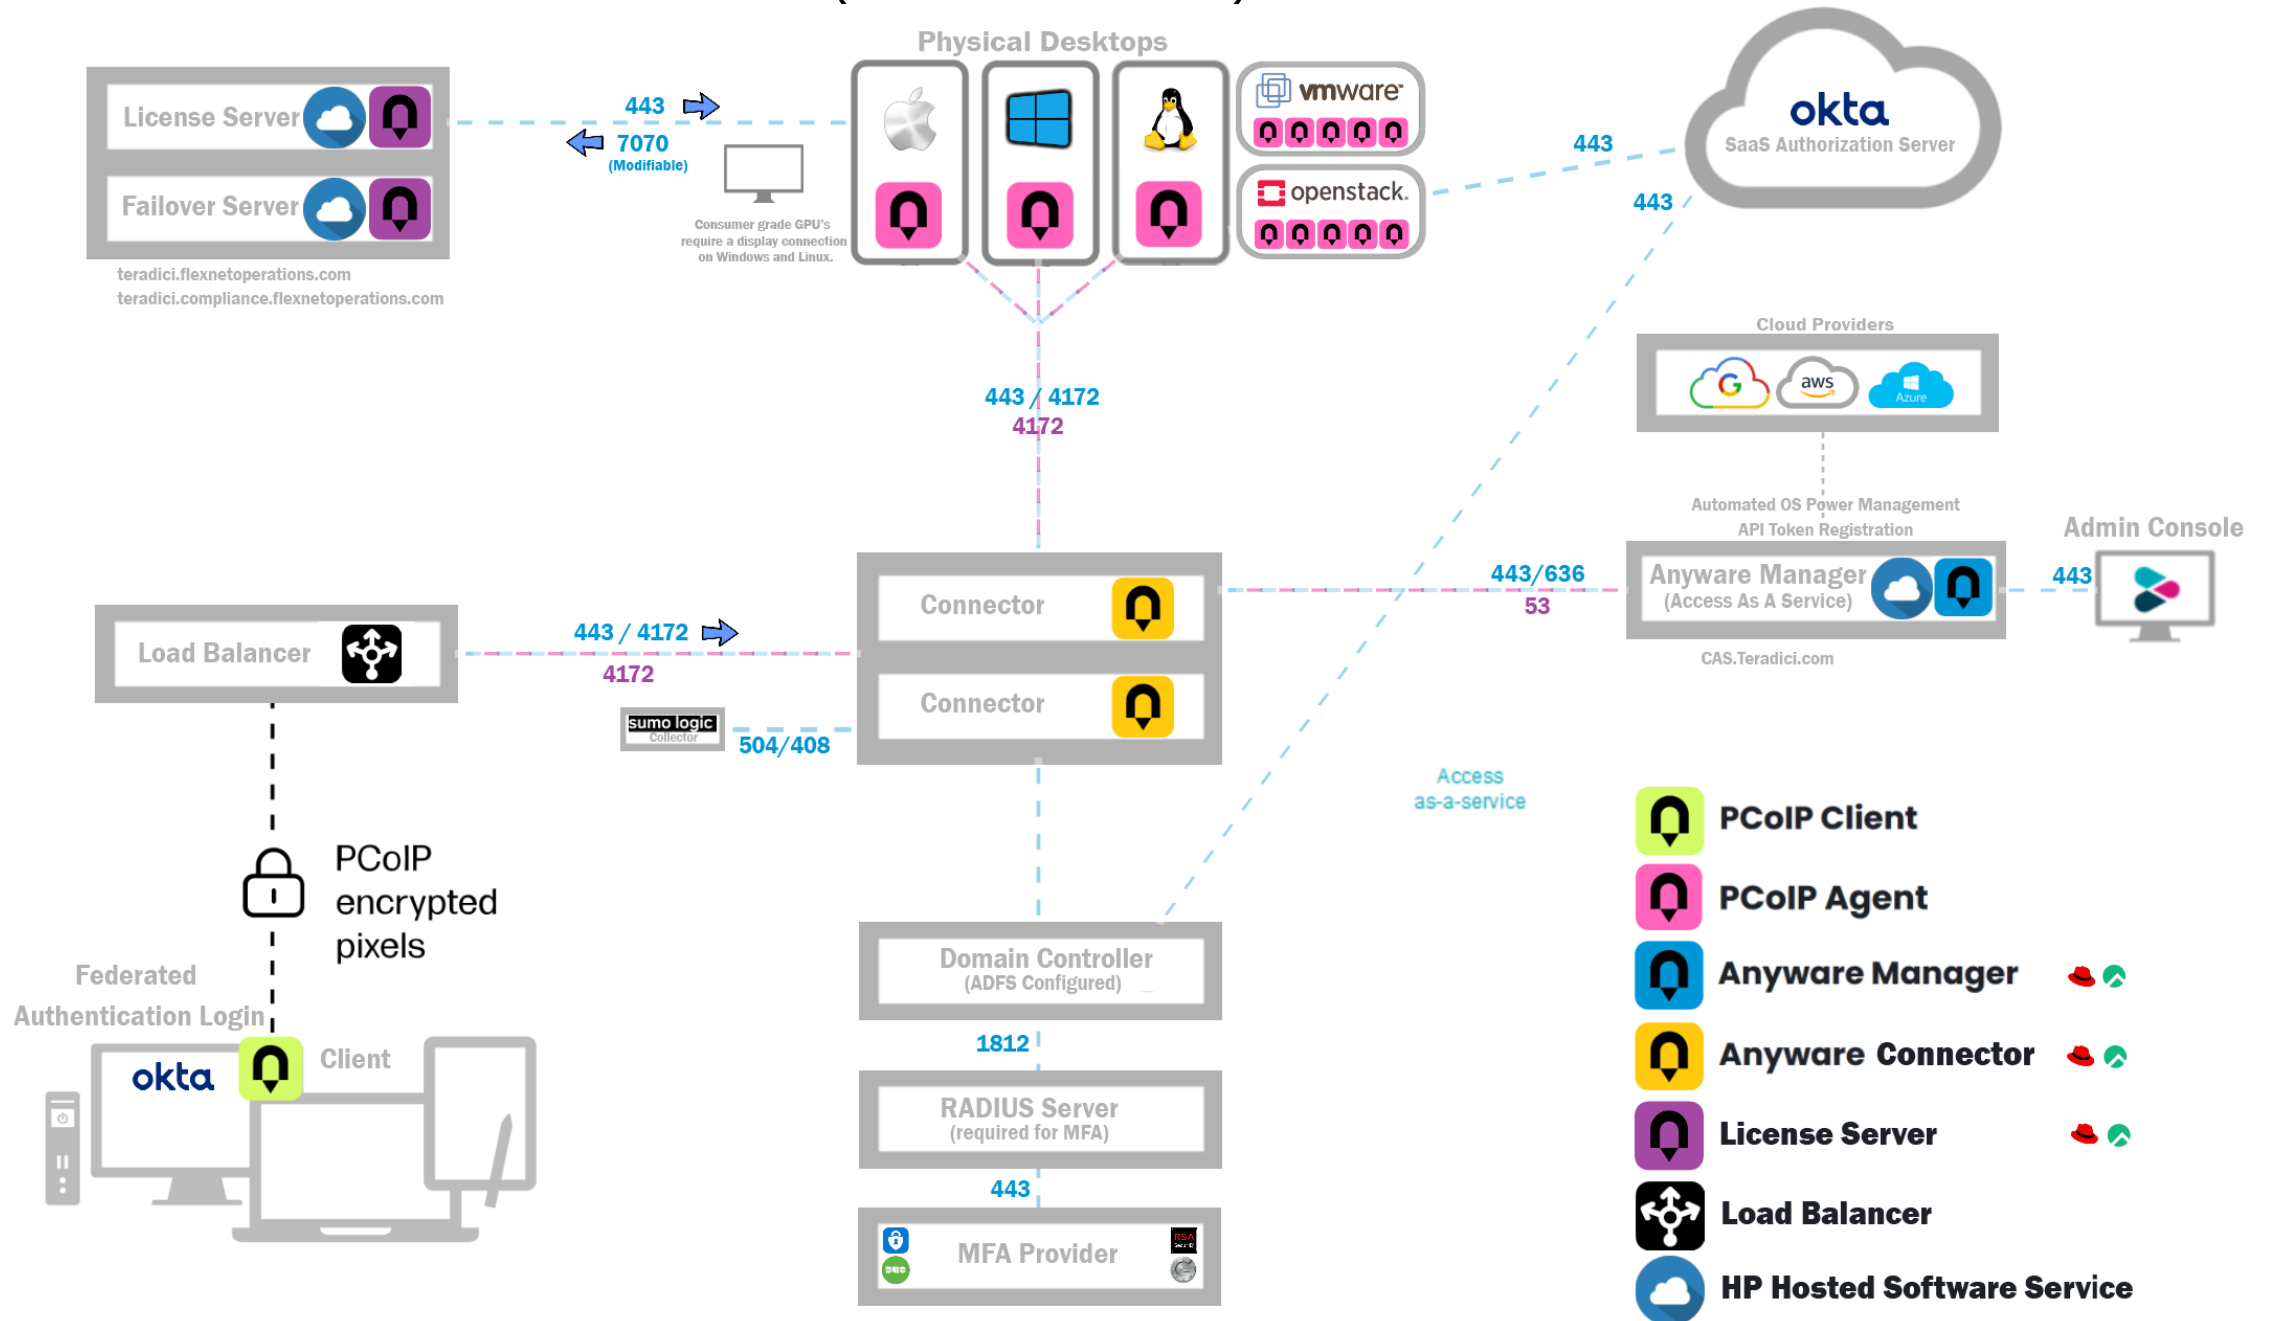 Physical Desktops
License Server
Failover Server
teradici.flexnetoperations.com
teradici.compliance.flexnetoperations.com
443
7070
(Modifiable)
Consumer grade GPU's
require a display connection
on Windows and Linux.
vmware
openstack.
443
443
okta
SaaS Authorization Server
Cloud Providers
G
aws
Azure
Automated OS Power Management
API Token Registration
Anyware Manager
(Access As A Service)
CAS.Teradici.com
443
Admin Console
443 / 4172
4172
Connector
Connector
443/636
53
Load Balancer
443 / 4172
4172
sumo logic
Collector
504/408
Access
as-a-service
PCoIP
encrypted
pixels
Federated
Authentication Login
okta
Client
Domain Controller
(ADFS Configured)
1812
RADIUS Server
(required for MFA)
443
MFA Provider
RSA
PCoIP Client
PCoIP Agent
Anyware Manager
Anyware Connector
License Server
Load Balancer
HP Hosted Software Service